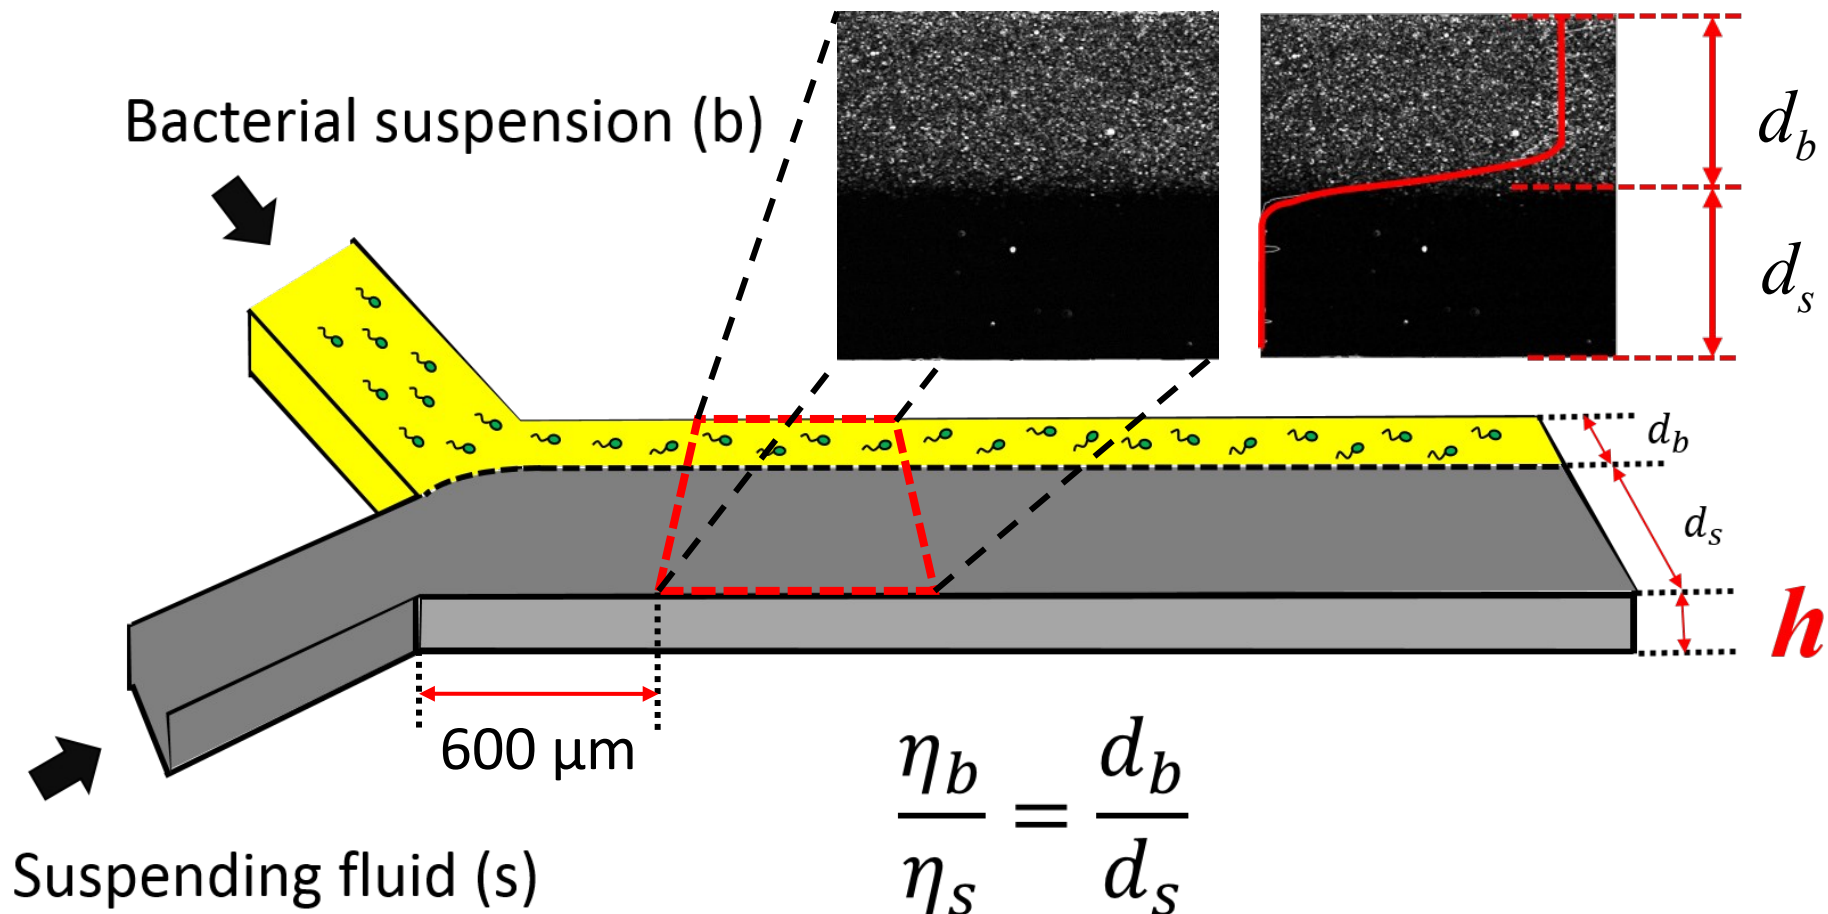 Bacterial suspension (b)
d_b
d_s
d_b
d_s
h
600 μm
η_b / η_s = d_b / d_s
Suspending fluid (s)